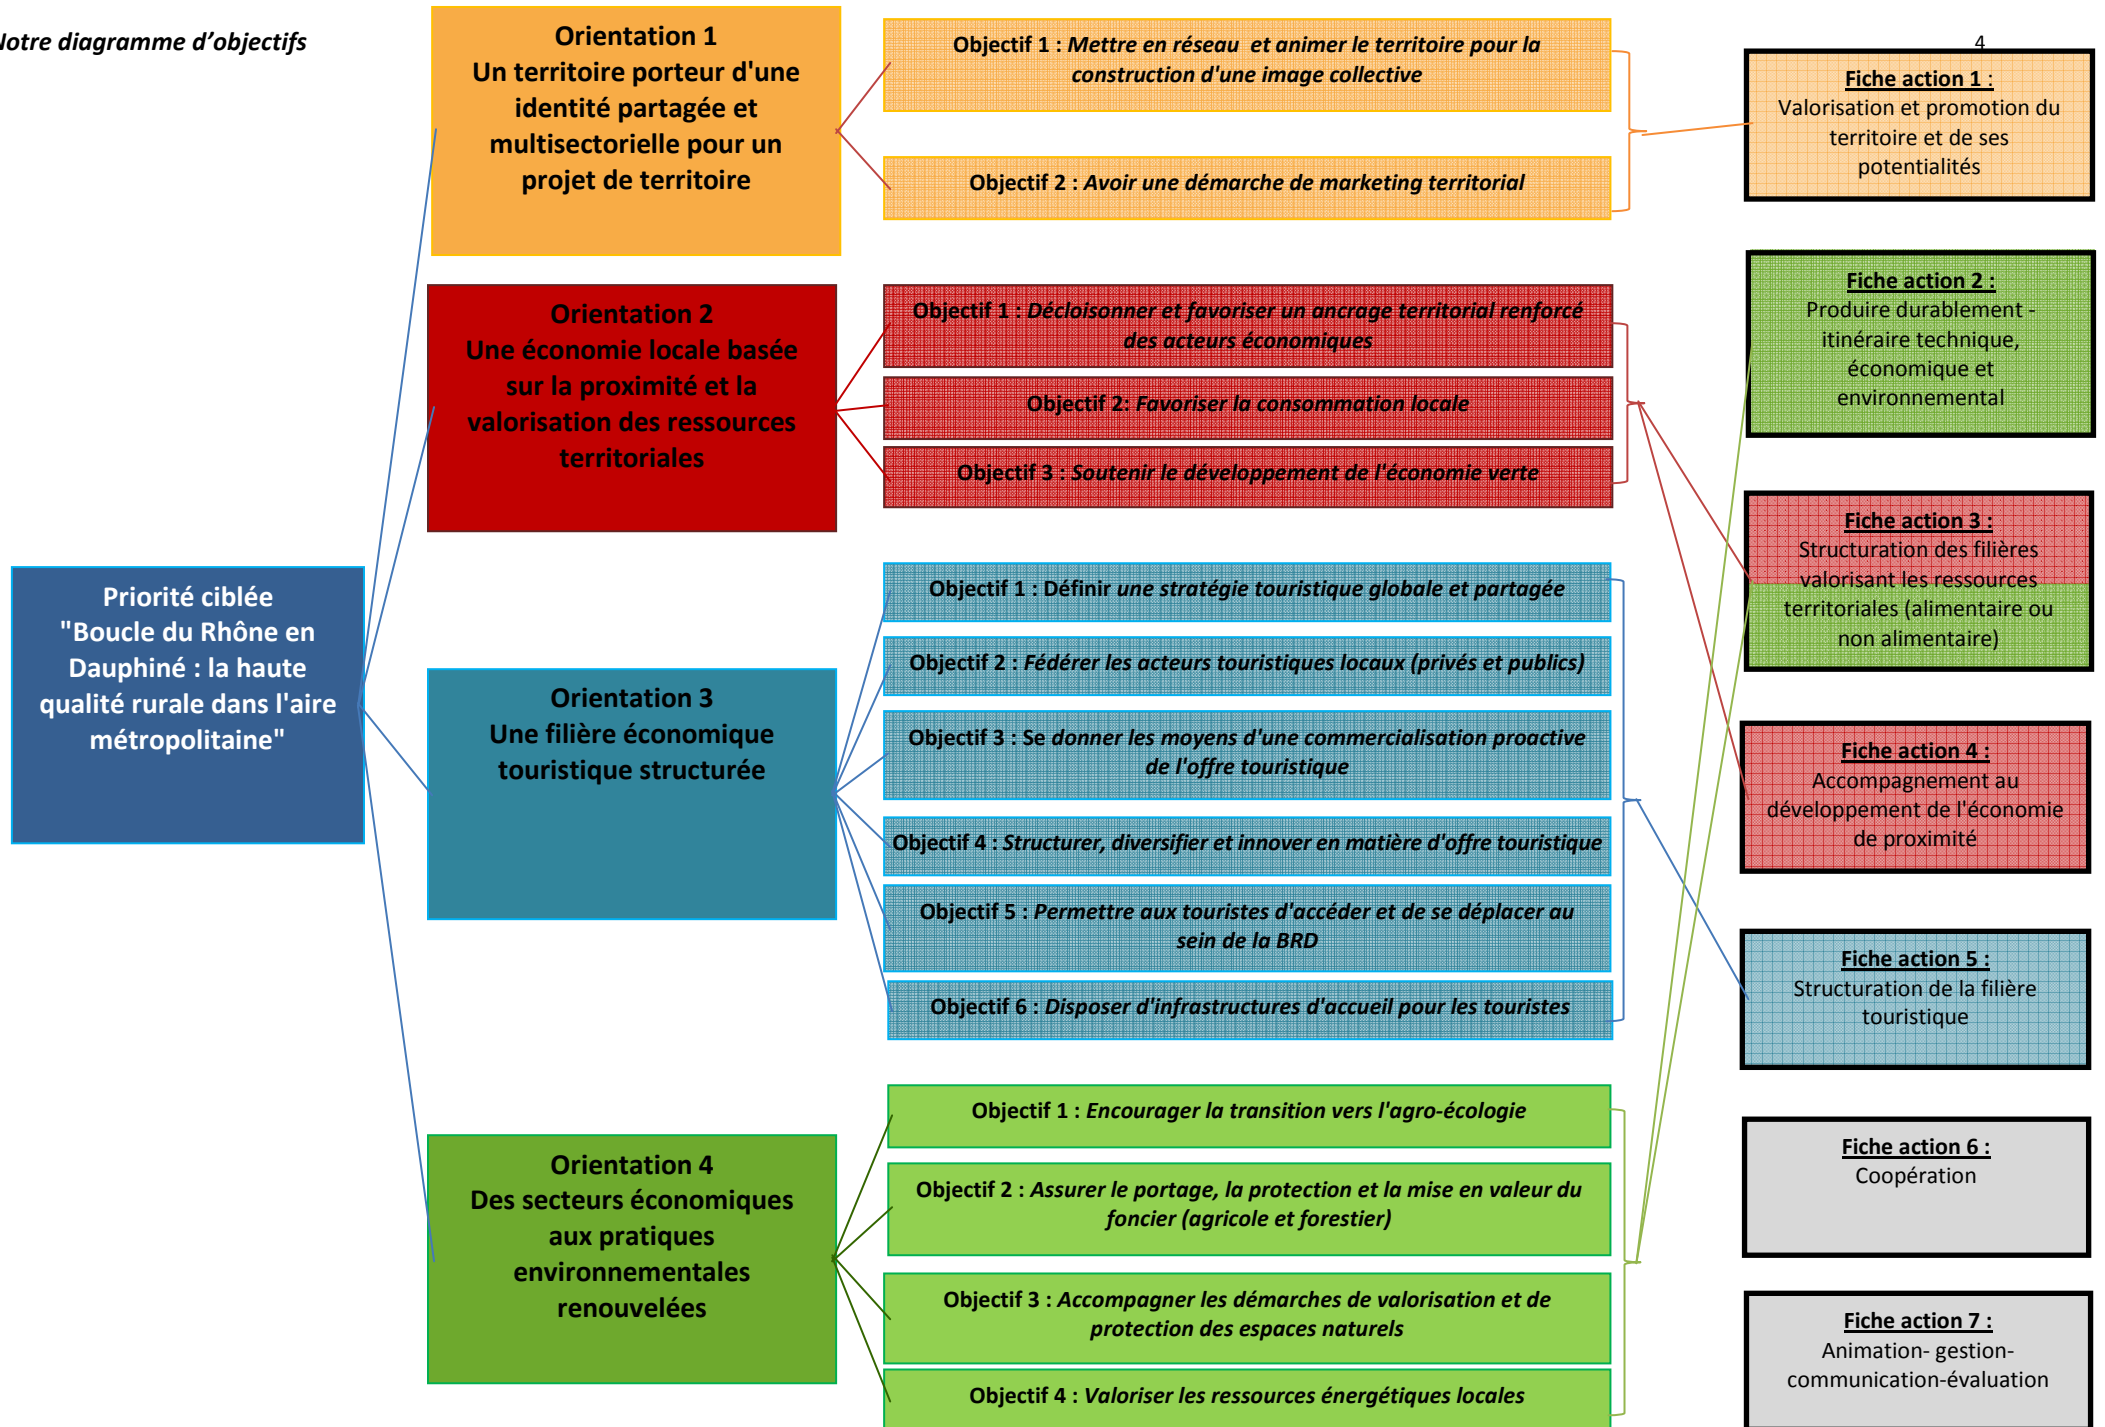 Notre diagramme d'objectifs
4
Priorité ciblée
"Boucle du Rhône en
Dauphiné : la haute
qualité rurale dans l'aire
métropolitaine"
Orientation 1
Un territoire porteur d'une
identité partagée et
multisectorielle pour un
projet de territoire
Objectif 1 : Mettre en réseau et animer le territoire pour la
construction d'une image collective
Objectif 2 : Avoir une démarche de marketing territorial
Orientation 2
Une économie locale basée
sur la proximité et la
valorisation des ressources
territoriales
Objectif 1 : Décloisonner et favoriser un ancrage territorial renforcé
des acteurs économiques
Objectif 2: Favoriser la consommation locale
Objectif 3 : Soutenir le développement de l'économie verte
Orientation 3
Une filière économique
touristique structurée
Objectif 1 : Définir une stratégie touristique globale et partagée
Objectif 2 : Fédérer les acteurs touristiques locaux (privés et publics)
Objectif 3 : Se donner les moyens d'une commercialisation proactive
de l'offre touristique
Objectif 4 : Structurer, diversifier et innover en matière d'offre touristique
Objectif 5 : Permettre aux touristes d'accéder et de se déplacer au
sein de la BRD
Objectif 6 : Disposer d'infrastructures d'accueil pour les touristes
Orientation 4
Des secteurs économiques
aux pratiques
environnementales
renouvelées
Objectif 1 : Encourager la transition vers l'agro-écologie
Objectif 2 : Assurer le portage, la protection et la mise en valeur du
foncier (agricole et forestier)
Objectif 3 : Accompagner les démarches de valorisation et de
protection des espaces naturels
Objectif 4 : Valoriser les ressources énergétiques locales
Fiche action 1 :
Valorisation et promotion du
territoire et de ses
potentialités
Fiche action 2 :
Produire durablement -
itinéraire technique,
économique et
environnemental
Fiche action 3 :
Structuration des filières
valorisant les ressources
territoriales (alimentaire ou
non alimentaire)
Fiche action 4 :
Accompagnement au
développement de l'économie
de proximité
Fiche action 5 :
Structuration de la filière
touristique
Fiche action 6 :
Coopération
Fiche action 7 :
Animation- gestion-
communication-évaluation